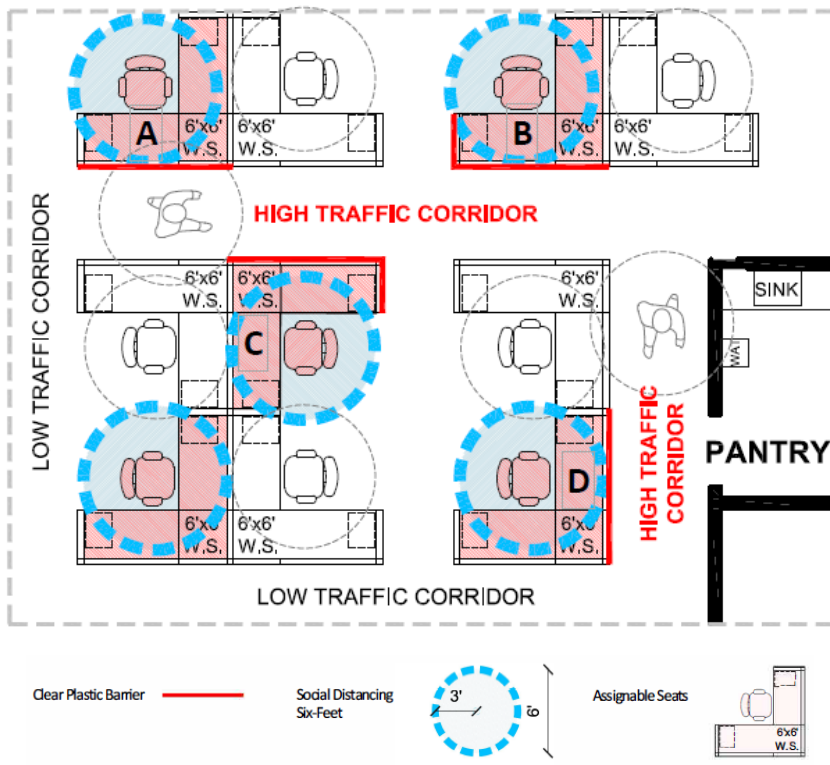 A
6'x6'
W.S.
6'x6'
W.S.
B
6'x6'
W.S.
6'x6'
W.S.
HIGH TRAFFIC CORRIDOR
LOW TRAFFIC CORRIDOR
6'x6'
W.S.
6'x6'
W.S.
C
6'x6'
W.S.
SINK
WAT
HIGH TRAFFIC
CORRIDOR
PANTRY
D
6'x6'
W.S.
6'x6'
W.S.
6'x6'
W.S.
LOW TRAFFIC CORRIDOR
Clear Plastic Barrier
Social Distancing
Six-Feet
3'
6'
Assignable Seats
6'x6'
W.S.